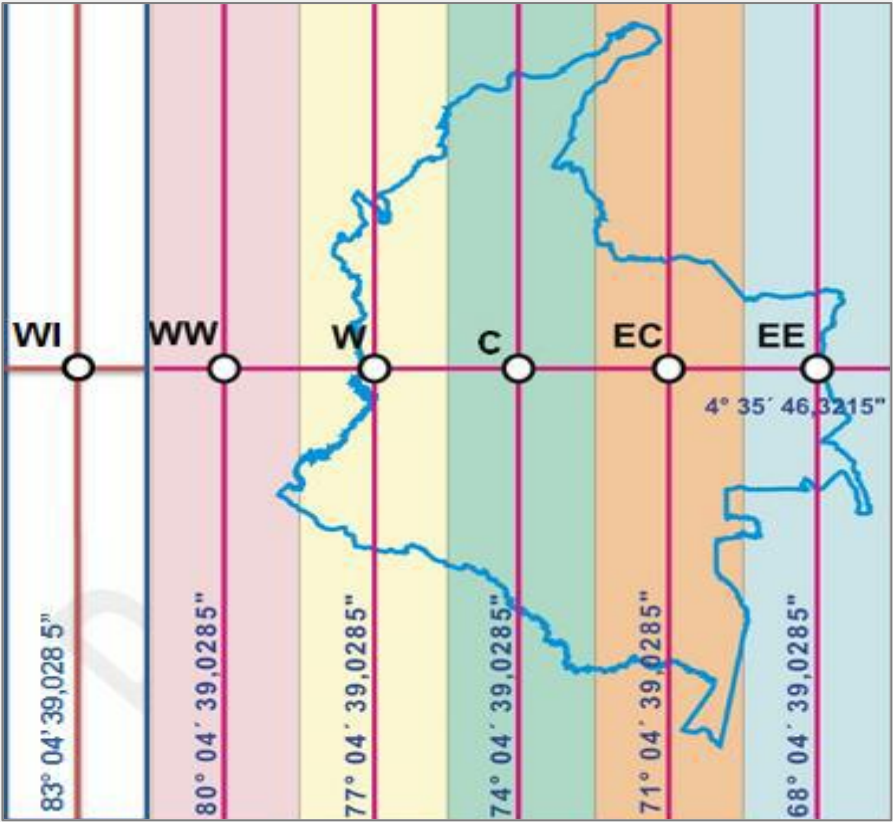 WI
WW
W
C
EC
EE
4° 35´ 46,3215"
83° 04' 39,028 5"
80° 04´ 39,0285"
77° 04´ 39,0285"
74° 04´ 39,0285"
71° 04´ 39,0285"
68° 04´ 39,0285"